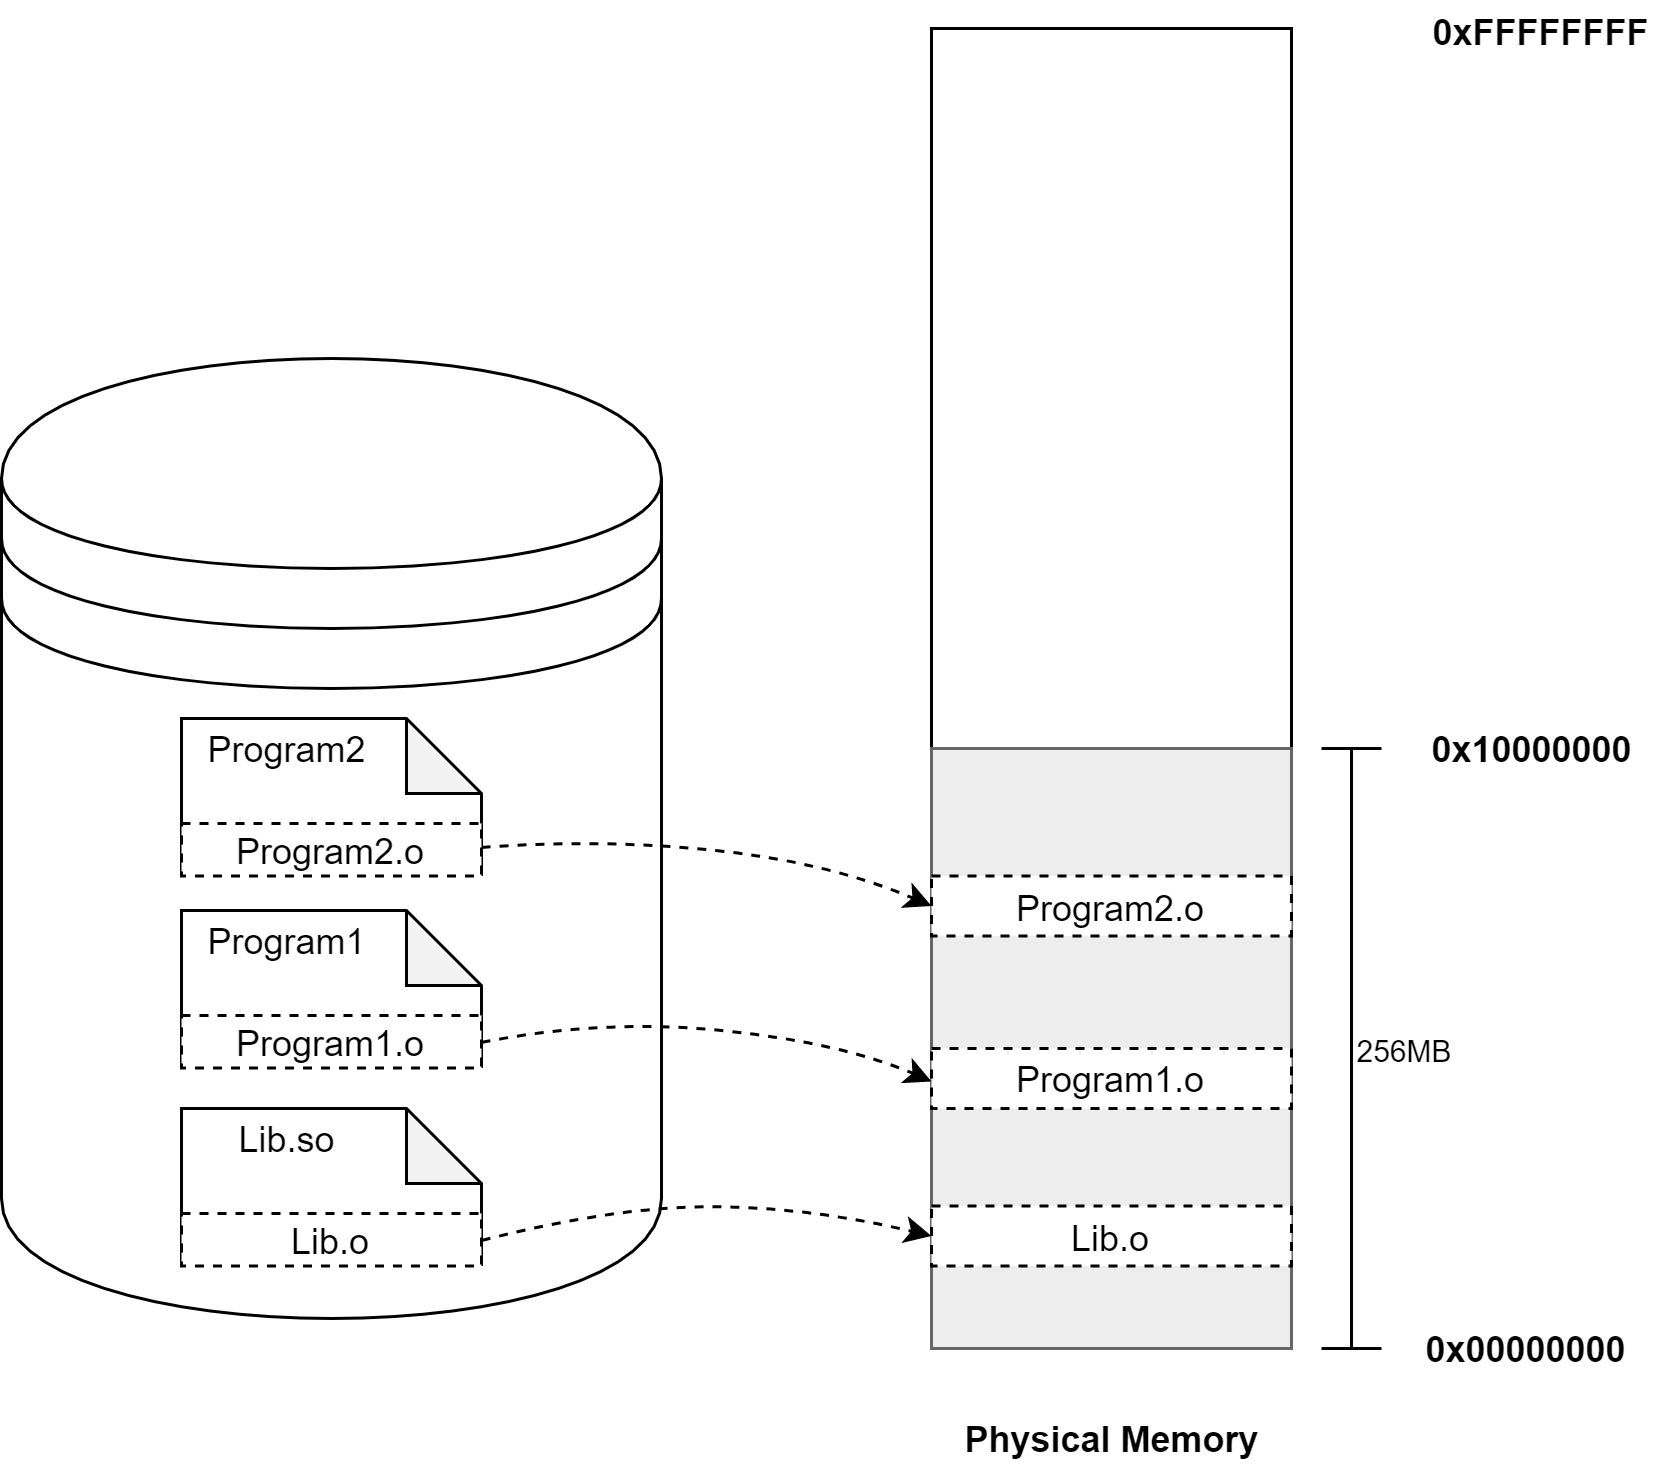 0xFFFFFFFF
Program2
Program2.o
Program1
Program1.o
Lib.so
Lib.o
Program2.o
Program1.o
Lib.o
0x10000000
256MB
0x00000000
Physical Memory